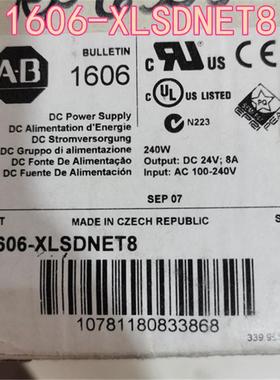 1606-XLSDNET8
A·B
BULLETIN
1606
c UL US
c UL US LISTED
N223
DC Power Supply
DC Alimentation d'Energie
DC Stromversorgung
DC Gruppo di alimentazione
DC Fonte De Alimentação
DC Fuente De Alimentación
240W
Output: DC 24V; 8A
Input: AC 100-240V
SEP 07
MADE IN CZECH REPUBLIC
606-XLSDNET8
10781180833868